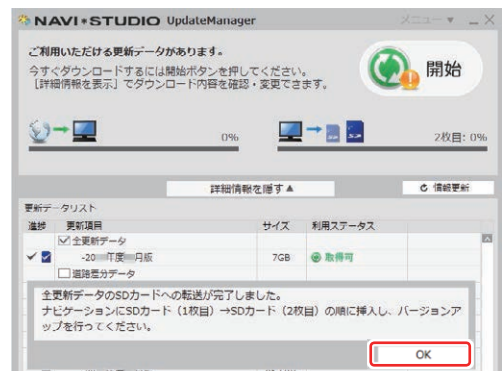 NAVI*STUDIO UpdateManager
メニュー ▼ _ X
ご利用いただける更新データがあります。
今すぐダウンロードするには開始ボタンを押してください。
［詳細情報を表示］でダウンロード内容を確認・変更できます。
開始
0%
2枚目: 0%
詳細情報を隠す▲
情報更新
更新データリスト
進捗 更新項目 サイズ 利用ステータス
全更新データ
-20 年度 月版 7GB 取得可
道路差分データ
全更新データのSDカードへの転送が完了しました。
ナビゲーションにSDカード（1枚目）→SDカード（2枚目）の順に挿入し、バージョンア
ップを行ってください。
OK